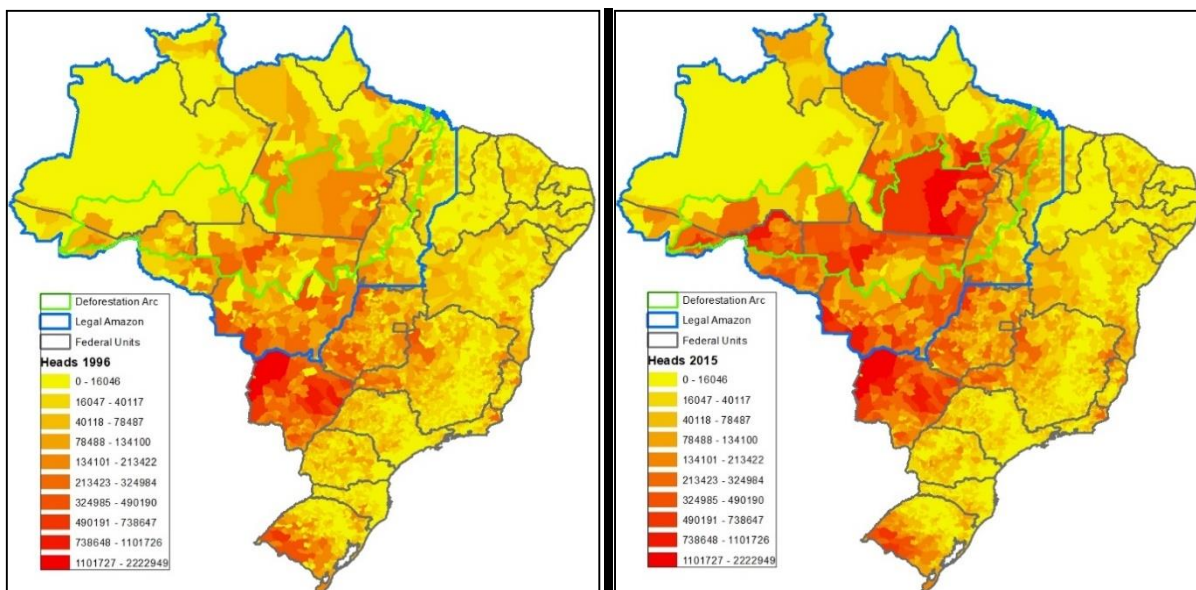 Deforestation Arc
Legal Amazon
Federal Units
Heads 1996
0 - 16046
16047 - 40117
40118 - 78487
78488 - 134100
134101 - 213422
213423 - 324984
324985 - 490190
490191 - 738647
738648 - 1101726
1101727 - 2222949
Deforestation Arc
Legal Amazon
Federal Units
Heads 2015
0 - 16046
16047 - 40117
40118 - 78487
78488 - 134100
134101 - 213422
213423 - 324984
324985 - 490190
490191 - 738647
738648 - 1101726
1101727 - 2222949